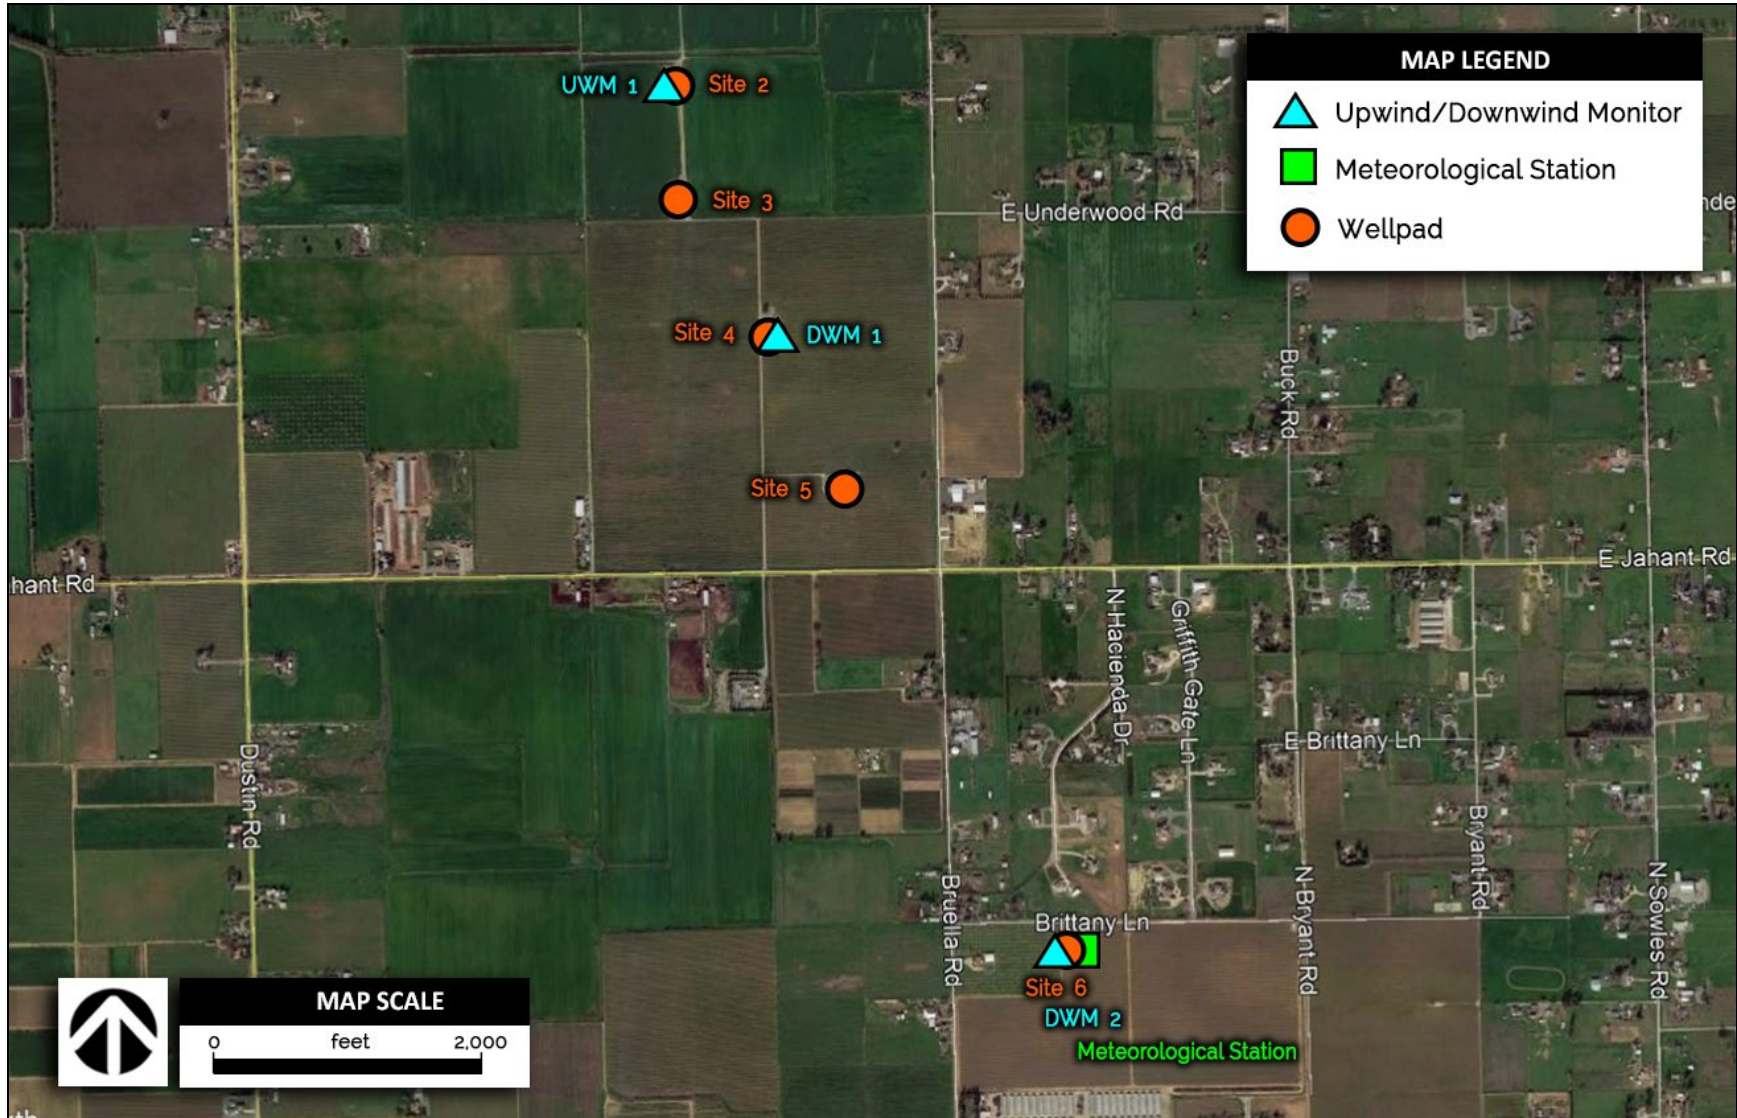 MAP LEGEND
Upwind/Downwind Monitor
Meteorological Station
Wellpad
UWM 1
Site 2
Site 3
E Underwood Rd
nde
Site 4
DWM 1
Buck Rd
Site 5
hant Rd
E Jahant Rd
N Hacienda Dr
Griffith Gate Ln
E Brittany Ln
Dustin Rd
Bryant Rd
Bruella Rd
N Bryant Rd
N Sowles Rd
Brittany Ln
Site 6
DWM 2
Meteorological Station
MAP SCALE
0 feet 2,000